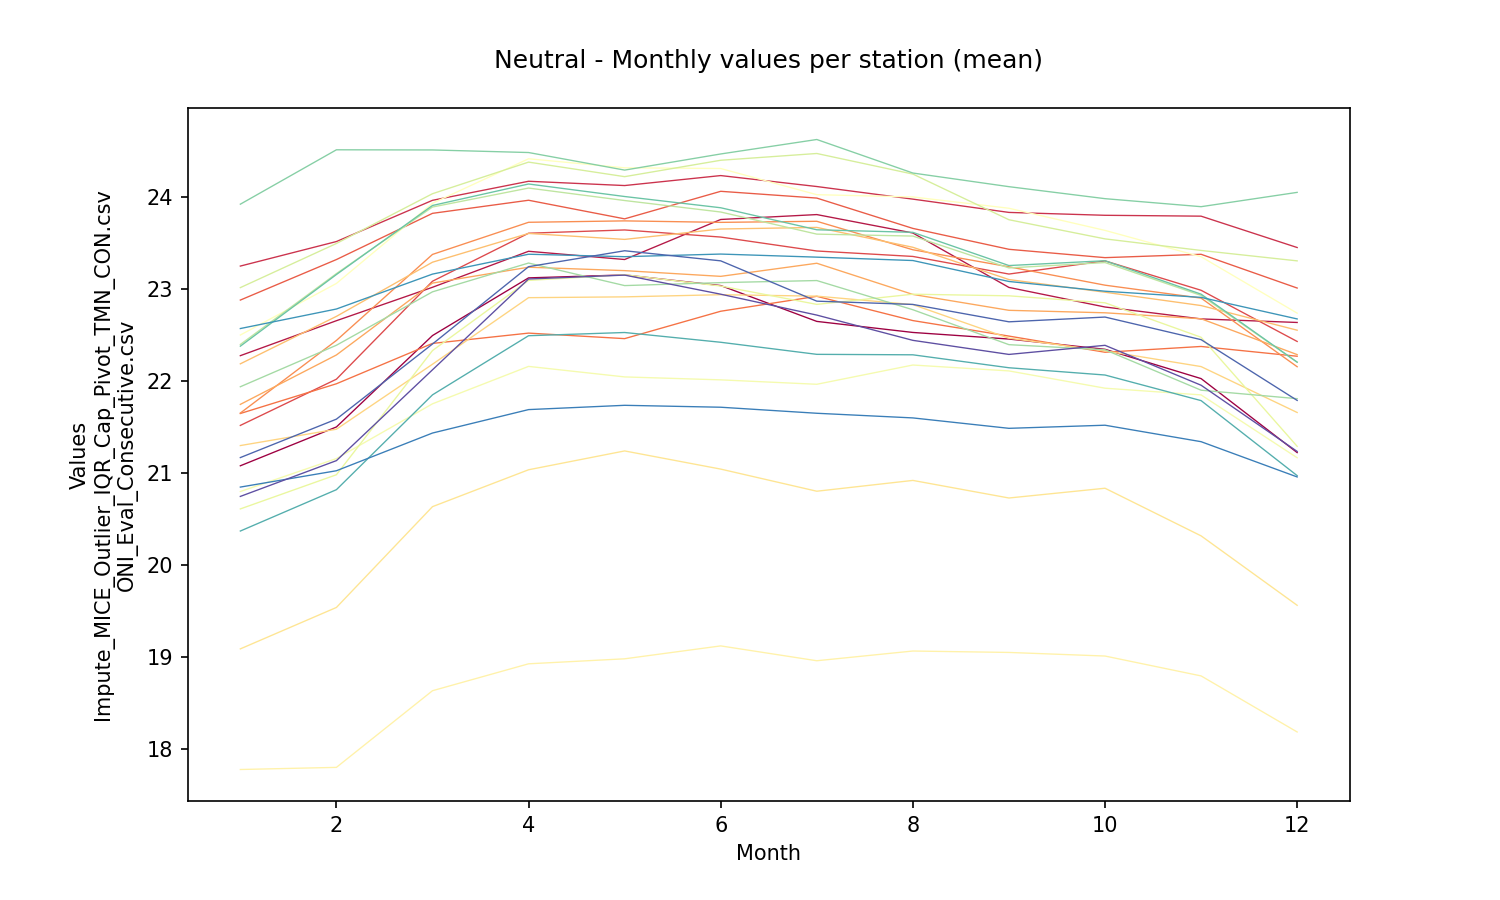 Neutral - Monthly values per station (mean)
Values
Impute_MICE_Outlier_IQR_Cap_Pivot_TMN_CON.csv
ONI_Eval_Consecutive.csv
24
23
22
21
20
19
18
2 4 6 8 10 12
Month